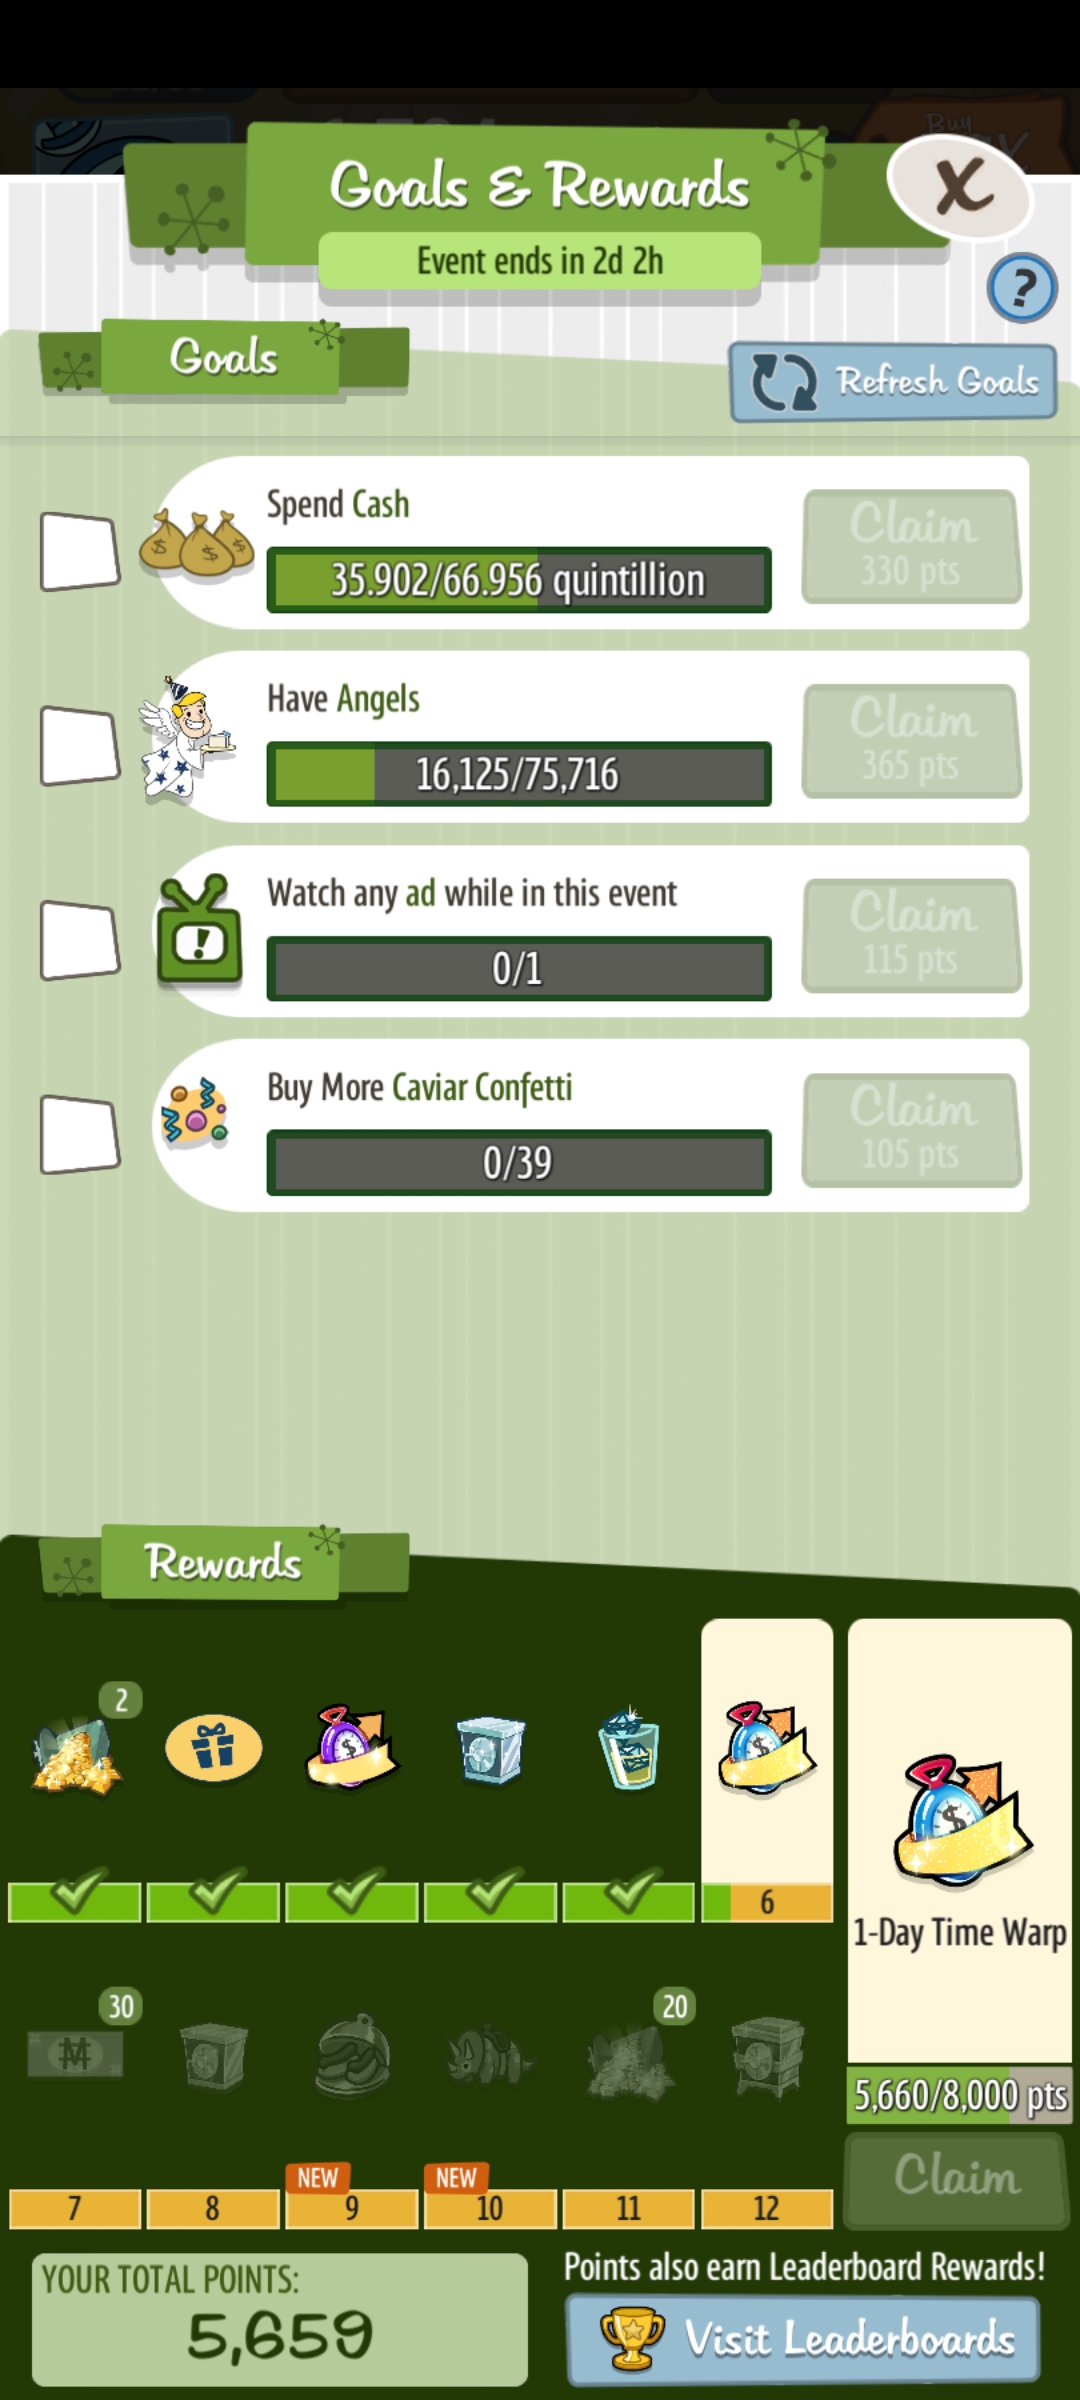 Buy
Goals & Rewards
X
Event ends in 2d 2h
?
Goals
Refresh Goals
Spend Cash
35.902/66.956 quintillion
Claim
330 pts
Have Angels
16,125/75,716
Claim
365 pts
Watch any ad while in this event
0/1
Claim
115 pts
Buy More Caviar Confetti
0/39
Claim
105 pts
Rewards
2
6
1-Day Time Warp
30
20
5,660/8,000 pts
NEW
NEW
7
8
9
10
11
12
Claim
YOUR TOTAL POINTS:
5,659
Points also earn Leaderboard Rewards!
Visit Leaderboards